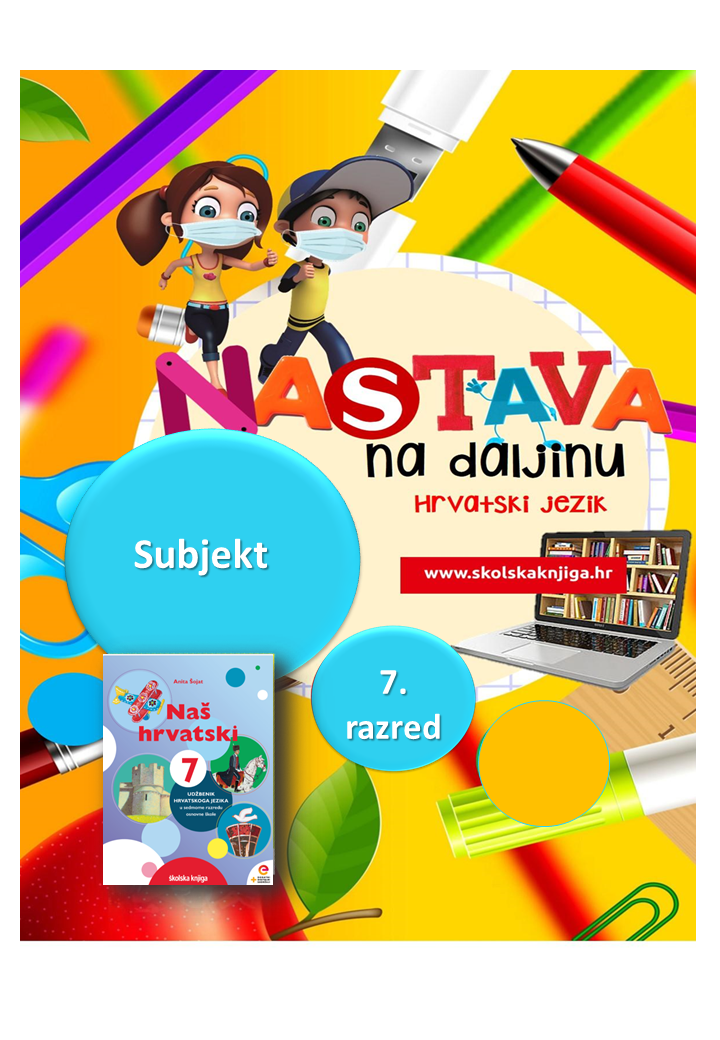 NASTAVA
na daljinu
Hrvatski jezik
Subjekt
www.skolskaknjiga.hr
7.
razred
Anita Šojat
Naš
hrvatski
7
UDŽBENIK
HRVATSKOGA JEZIKA
u sedmome razredu
osnovne škole
školska knjiga
e
1